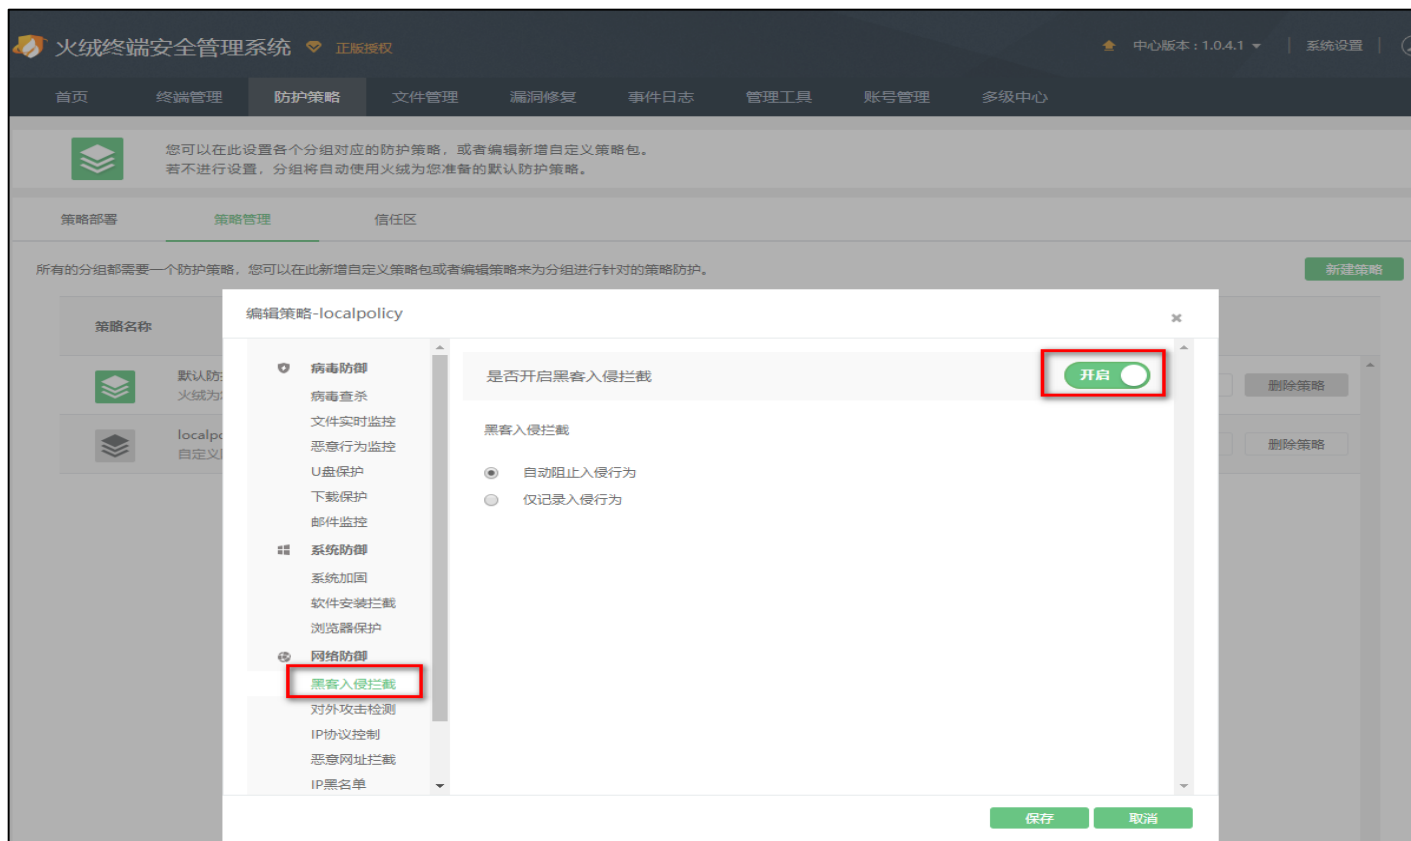 火绒终端安全管理系统 正版授权 中心版本：1.0.4.1 系统设置
首页 终端管理 防护策略 文件管理 漏洞修复 事件日志 管理工具 账号管理 多级中心
您可以在此设置各个分组对应的防护策略，或者编辑新增自定义策略包。
若不进行设置，分组将自动使用火绒为您准备的默认防护策略。
策略部署 策略管理 信任区
所有的分组都需要一个防护策略，您可以在此新增自定义策略包或者编辑策略来为分组进行针对的策略防护。 新建策略
策略名称
默认防
火绒为
删除策略
localpo
自定义
删除策略
编辑策略-localpolicy
病毒防御
病毒查杀
文件实时监控
恶意行为监控
U盘保护
下载保护
邮件监控
系统防御
系统加固
软件安装拦截
浏览器保护
网络防御
黑客入侵拦截
对外攻击检测
IP协议控制
恶意网址拦截
IP黑名单
是否开启黑客入侵拦截 开启
黑客入侵拦截
自动阻止入侵行为
仅记录入侵行为
保存 取消